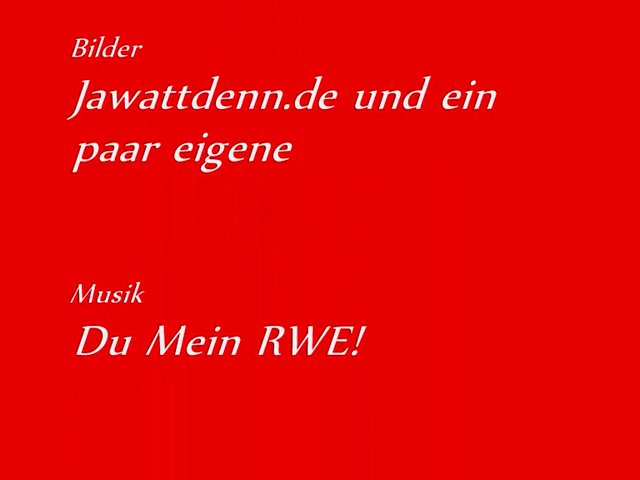 Bilder
Jawattdenn.de und ein
paar eigene
Musik
Du Mein RWE!